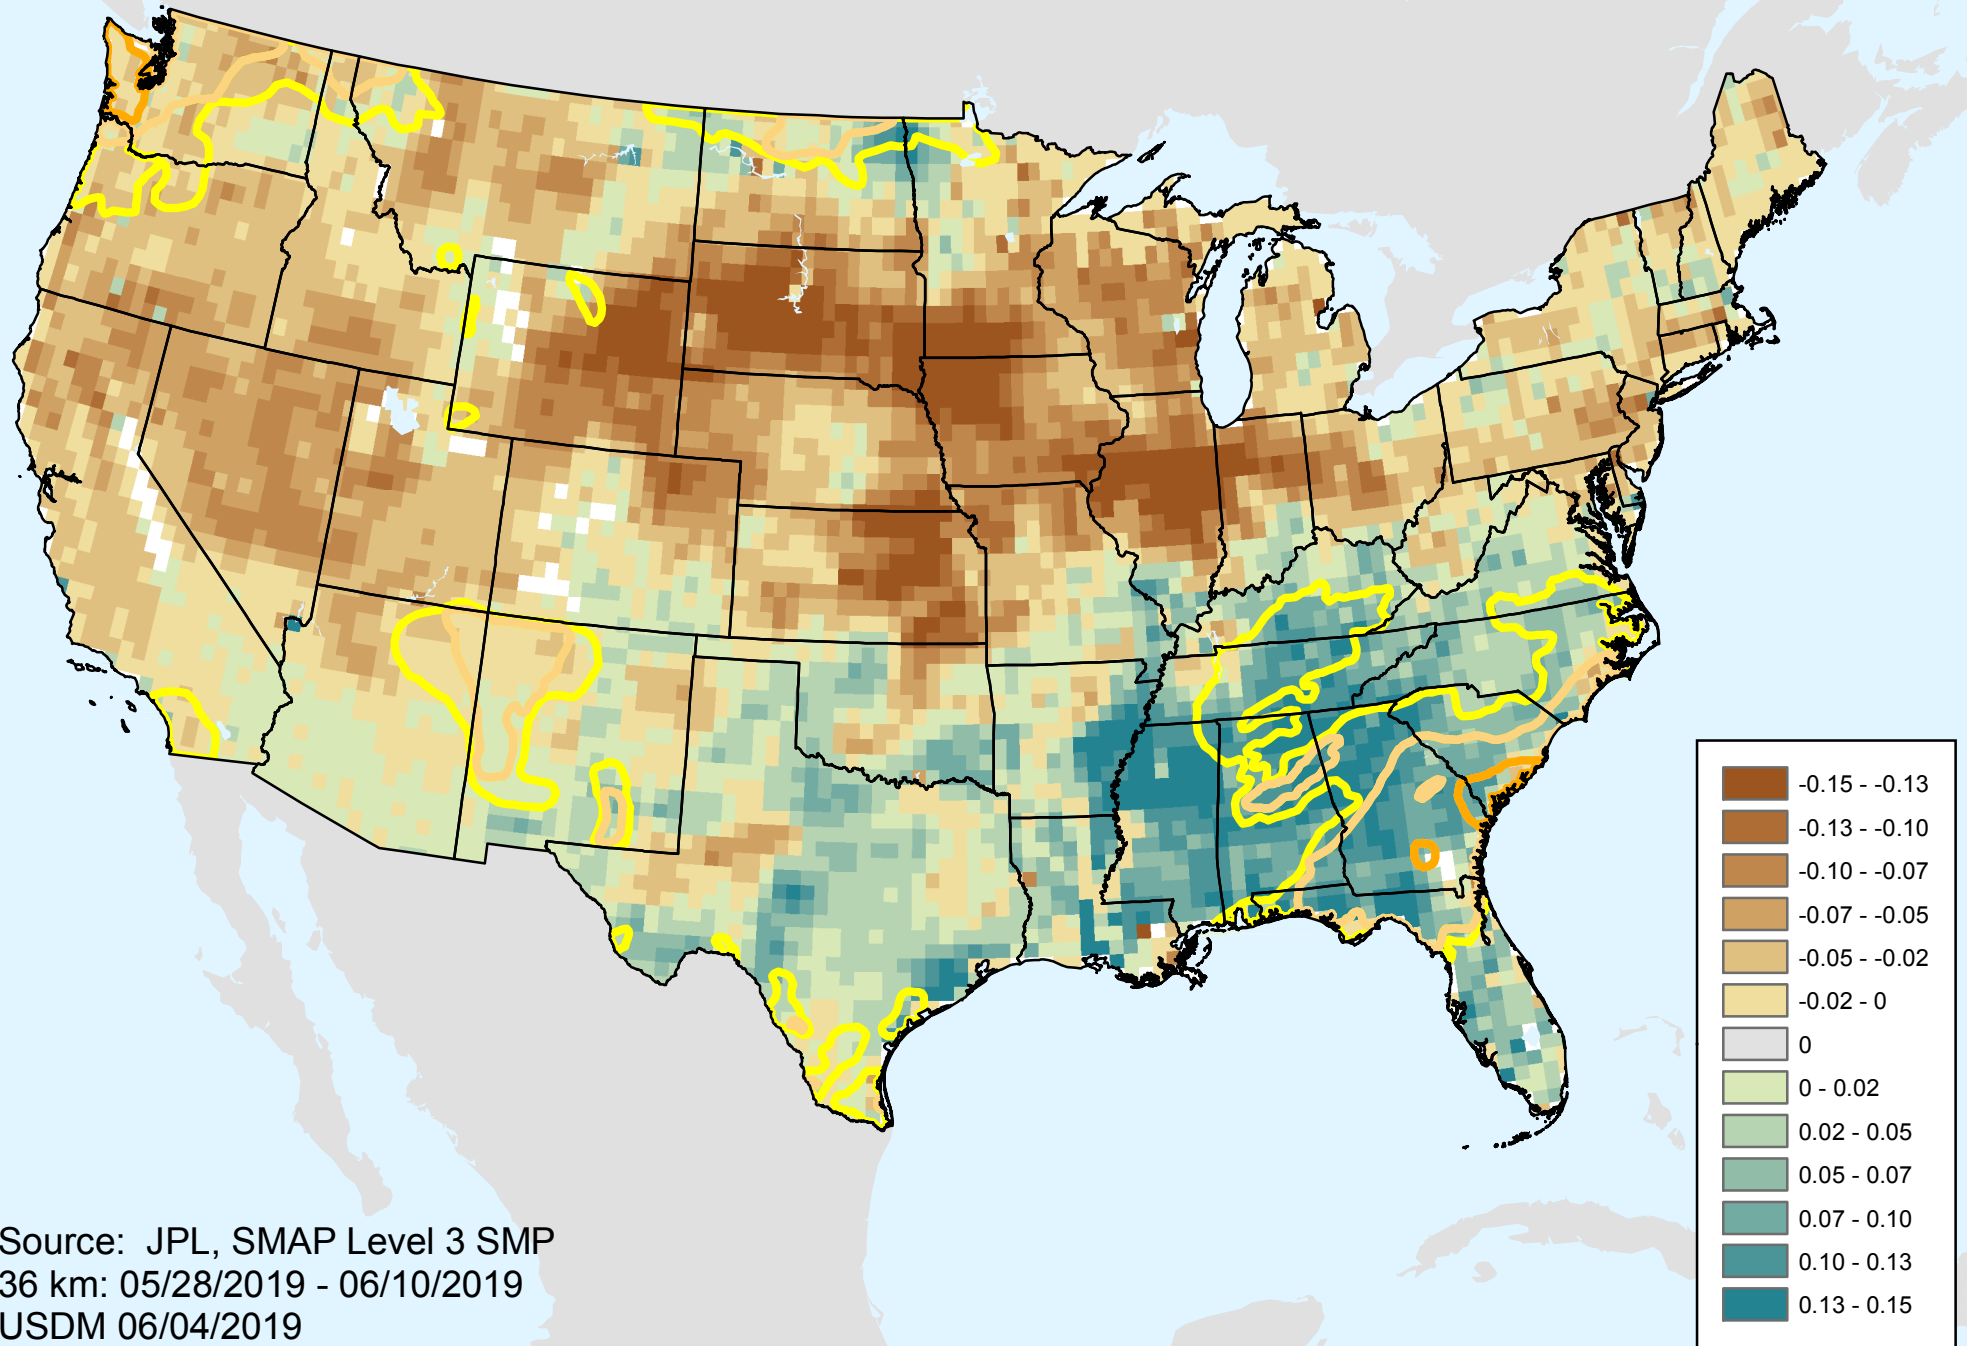 -0.15 - -0.13
-0.13 - -0.10
-0.10 - -0.07
-0.07 - -0.05
-0.05 - -0.02
-0.02 - 0
0
0 - 0.02
0.02 - 0.05
0.05 - 0.07
0.07 - 0.10
0.10 - 0.13
0.13 - 0.15
Source: JPL, SMAP Level 3 SMP
36 km: 05/28/2019 - 06/10/2019
USDM 06/04/2019